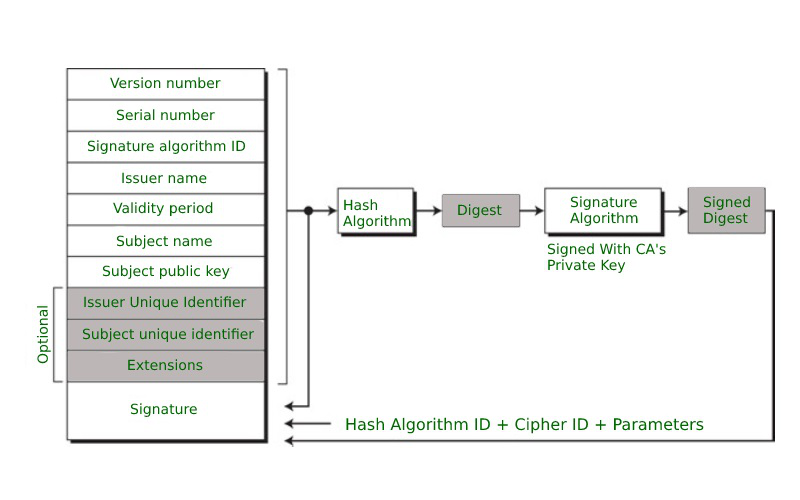 Version number
Serial number
Signature algorithm ID
Issuer name
Validity period
Subject name
Subject public key
Optional
Issuer Unique Identifier
Subject unique identifier
Extensions
Signature
Hash
Algorithm
Digest
Signature
Algorithm
Signed With CA's
Private Key
Signed
Digest
Hash Algorithm ID + Cipher ID + Parameters